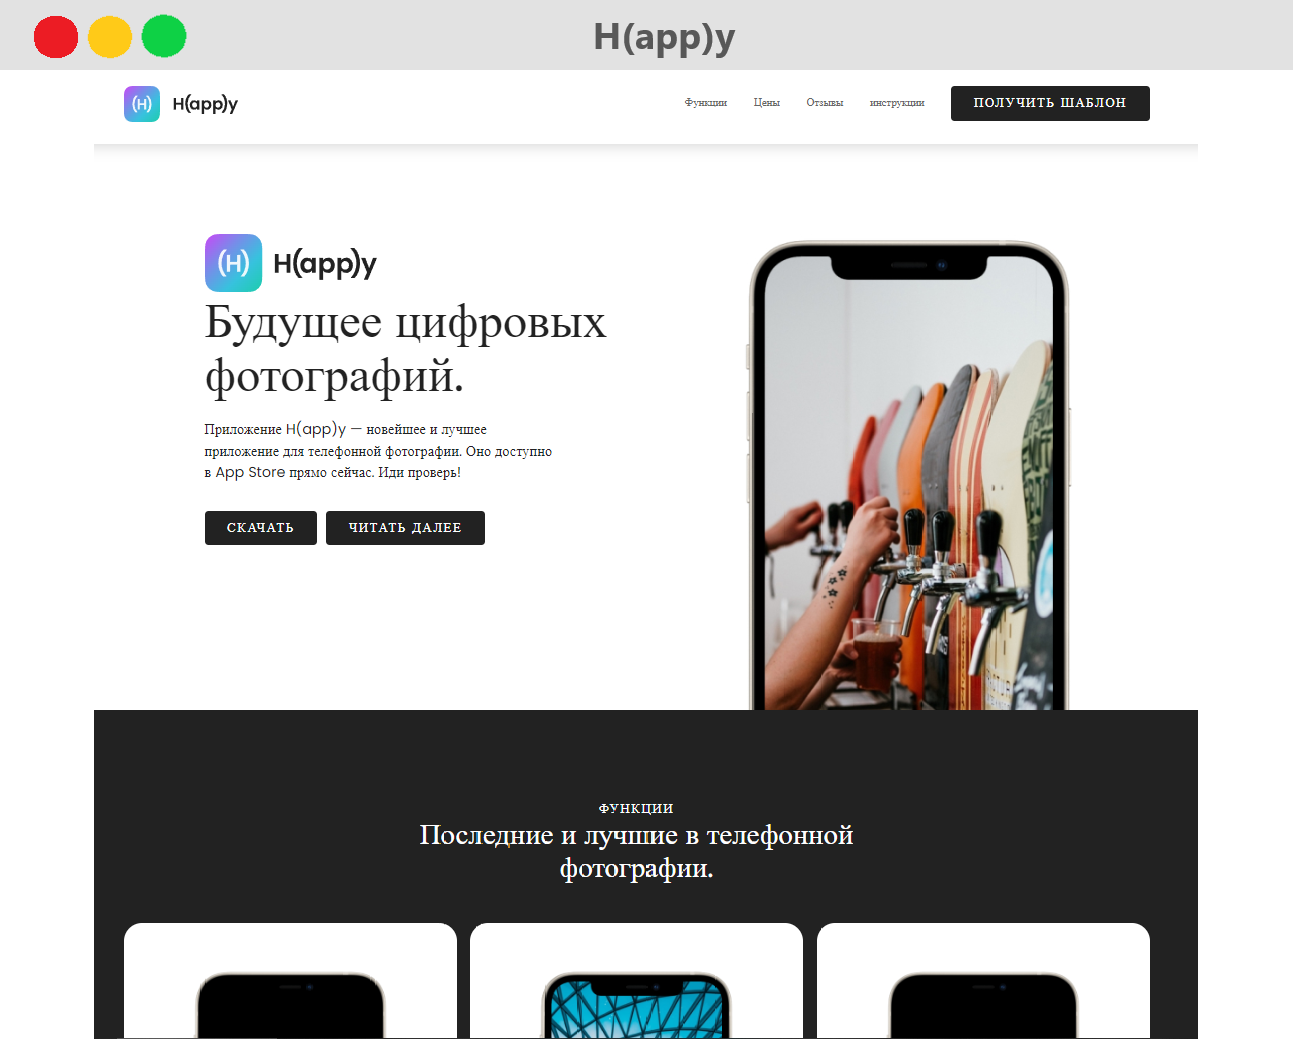 H(app)y
(H) H(app)y
Функции Цены Отзывы инструкции ПОЛУЧИТЬ ШАБЛОН
(H) H(app)y
Будущее цифровых
фотографий.
Приложение H(app)y — новейшее и лучшее
приложение для телефонной фотографии. Оно доступно
в App Store прямо сейчас. Иди проверь!
СКАЧАТЬ ЧИТАТЬ ДАЛЕЕ
ФУНКЦИИ
Последние и лучшие в телефонной
фотографии.